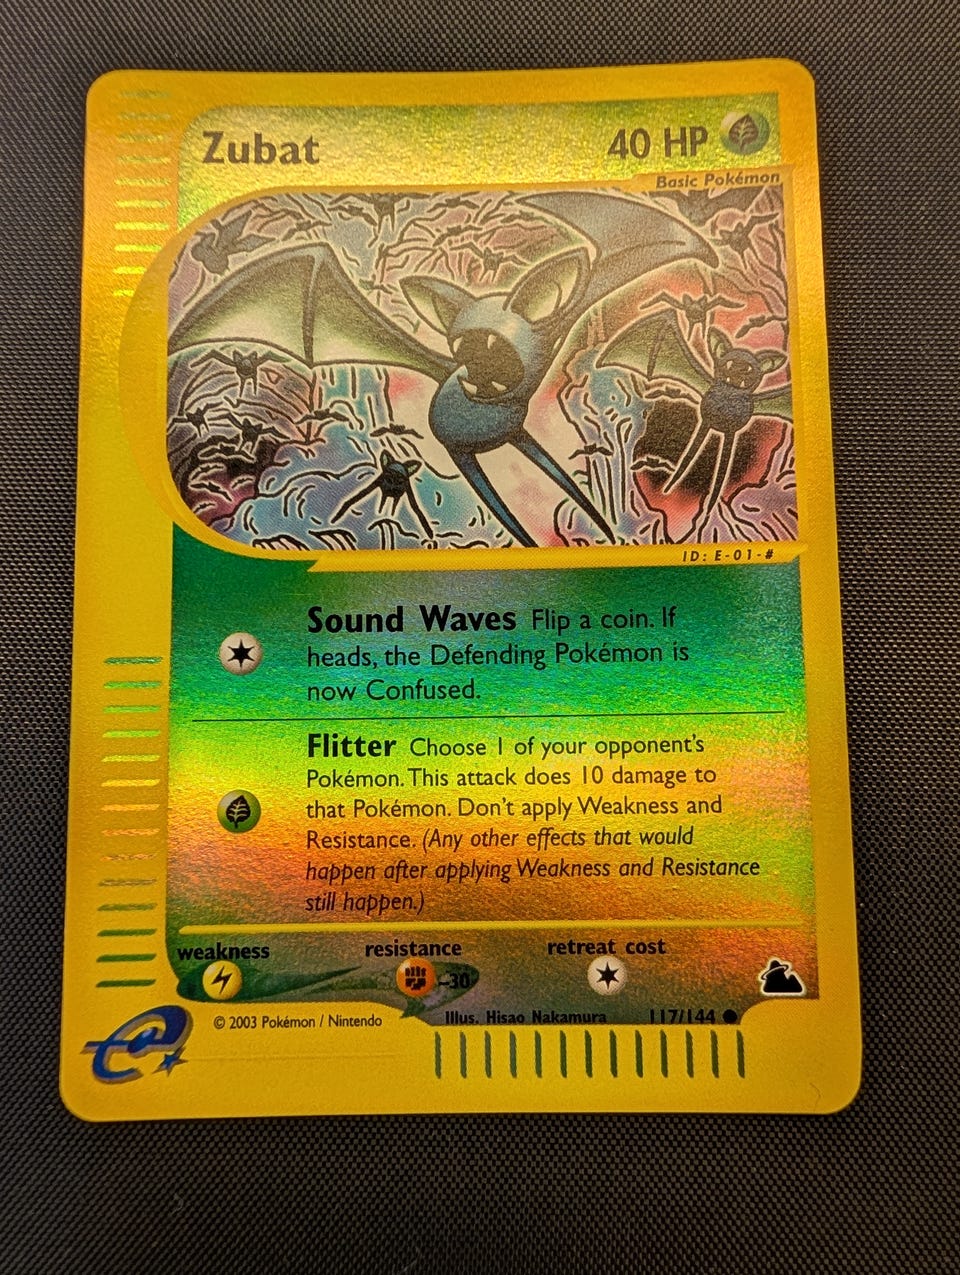 Zubat
40 HP
Basic Pokémon
ID: E-01-#
Sound Waves Flip a coin. If
heads, the Defending Pokémon is
now Confused.
Flitter Choose 1 of your opponent's
Pokémon. This attack does 10 damage to
that Pokémon. Don't apply Weakness and
Resistance. (Any other effects that would
happen after applying Weakness and Resistance
still happen.)
weakness resistance retreat cost
-30
© 2003 Pokémon / Nintendo Illus. Hisao Nakamura 117/144
e